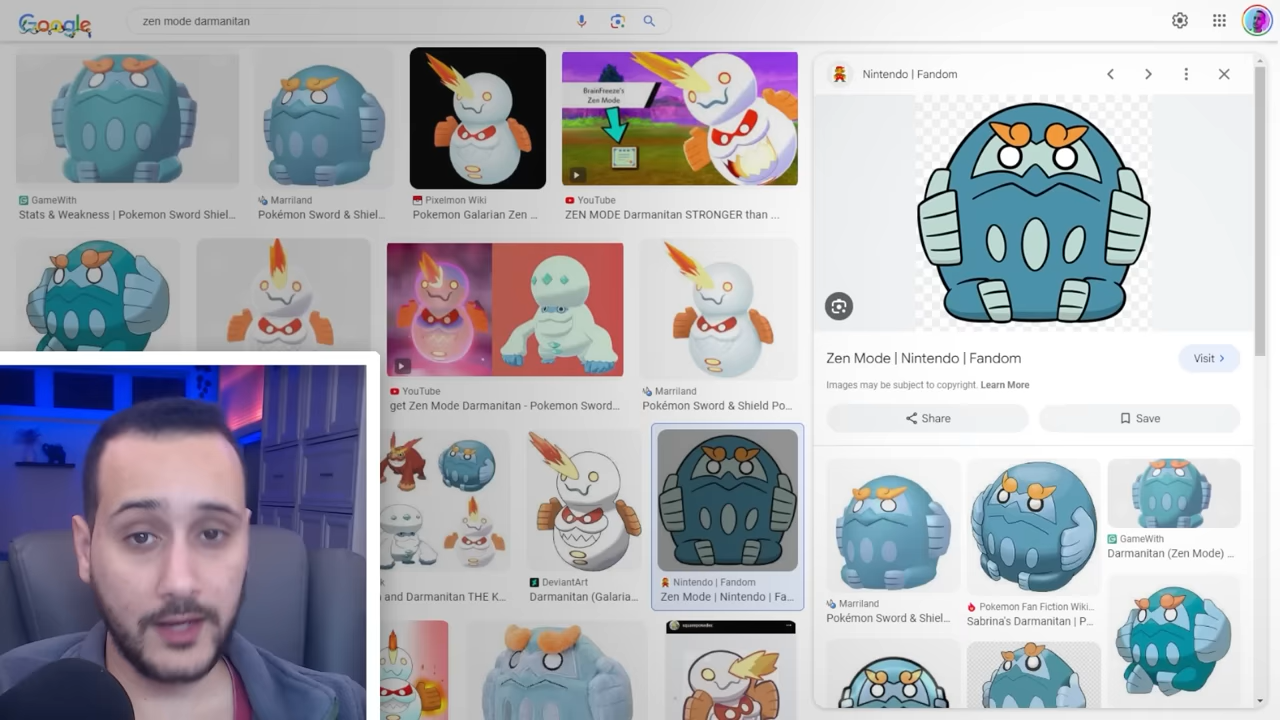 Google
zen mode darmanitan
Nintendo | Fandom
BrainFreeze's
Zen Mode
GameWith
Stats & Weakness | Pokemon Sword Shiel...
Marriland
Pokémon Sword & Shiel...
Pixelmon Wiki
Pokemon Galarian Zen ...
YouTube
ZEN MODE Darmanitan STRONGER than ...
YouTube
get Zen Mode Darmanitan - Pokemon Sword...
Marriland
Pokémon Sword & Shield Po...
Zen Mode | Nintendo | Fandom
Visit
Images may be subject to copyright. Learn More
Share
Save
k
and Darmanitan THE K...
DeviantArt
Darmanitan (Galaria...
Nintendo | Fandom
Zen Mode | Nintendo | Fa...
Marriland
Pokémon Sword & Shiel...
Pokemon Fan Fiction Wiki...
Sabrina's Darmanitan | P...
GameWith
Darmanitan (Zen Mode) ...